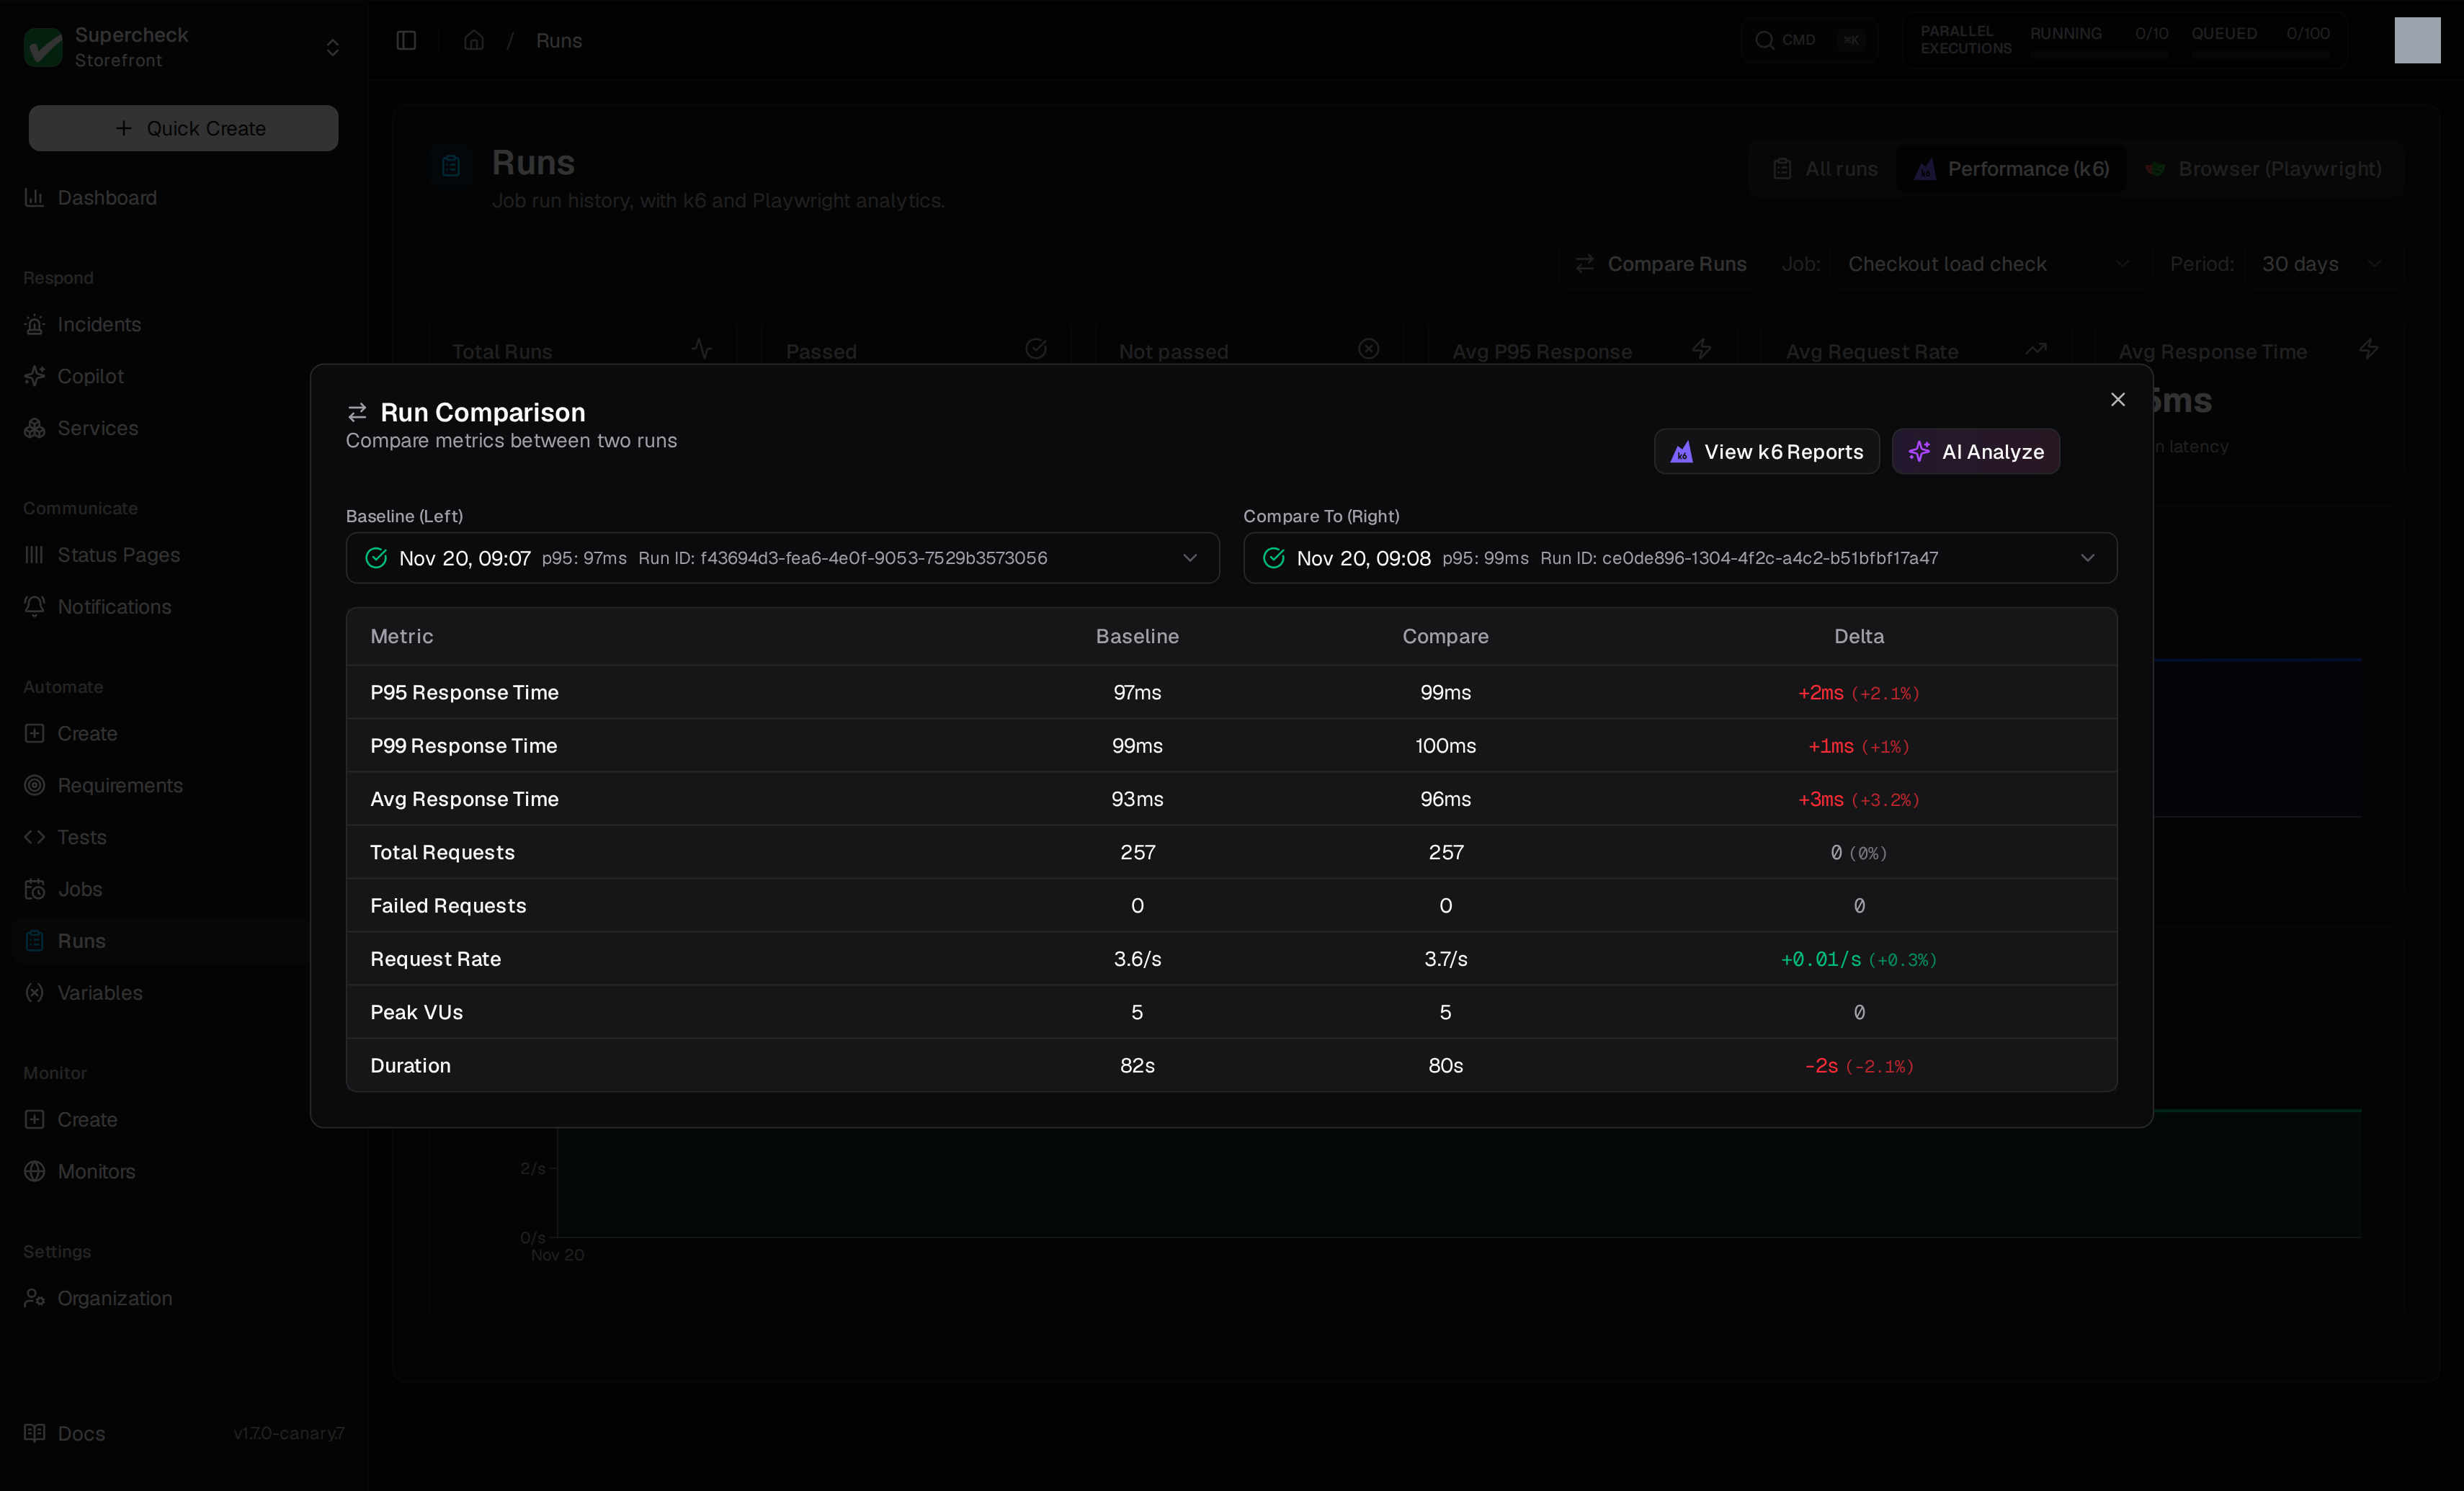 Supercheck
Storefront
Quick Create
Dashboard
Respond
Incidents
Copilot
Services
Communicate
Status Pages
Notifications
Automate
Create
Requirements
Tests
Jobs
Runs
Variables
Monitor
Create
Monitors
Settings
Organization
Docs v1.7.0-canary.7
/ Runs
CMD ⌘K
PARALLEL EXECUTIONS
RUNNING 0/10 QUEUED 0/100
Runs
Job run history, with k6 and Playwright analytics.
All runs Performance (k6) Browser (Playwright)
Compare Runs Job: Checkout load check Period: 30 days
Total Runs Passed Not passed Avg P95 Response Avg Request Rate Avg Response Time
Run Comparison
Compare metrics between two runs
View k6 Reports AI Analyze
Baseline (Left) Compare To (Right)
Nov 20, 09:07 p95: 97ms Run ID: f43694d3-fea6-4e0f-9053-7529b3573056
Nov 20, 09:08 p95: 99ms Run ID: ce0de896-1304-4f2c-a4c2-b51bfbf17a47
Metric Baseline Compare Delta
P95 Response Time 97ms 99ms +2ms (+2.1%)
P99 Response Time 99ms 100ms +1ms (+1%)
Avg Response Time 93ms 96ms +3ms (+3.2%)
Total Requests 257 257 0 (0%)
Failed Requests 0 0 0
Request Rate 3.6/s 3.7/s +0.01/s (+0.3%)
Peak VUs 5 5 0
Duration 82s 80s -2s (-2.1%)
latency
2/s
0/s
Nov 20